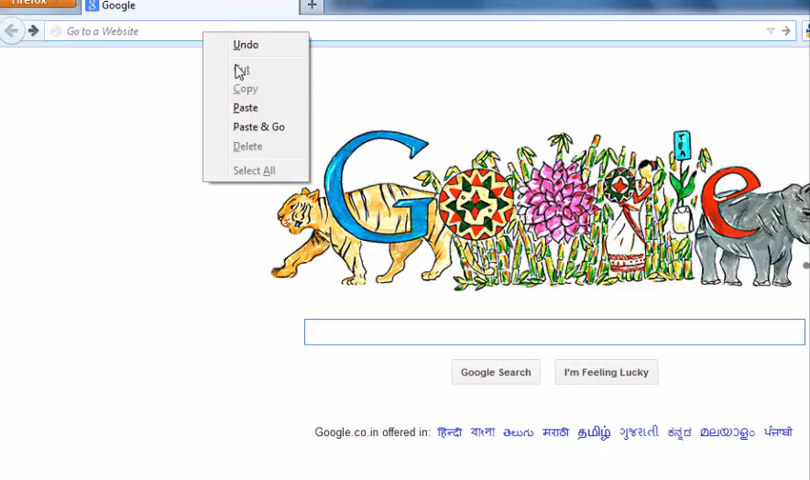 Firefox
Google
Go to a Website
Undo
Cut
Copy
Paste
Paste & Go
Delete
Select All
G
e
TEA
Google Search
I'm Feeling Lucky
Google.co.in offered in: हिन्दी বাংলা తెలుగు मराठी தமிழ் ગુજરાતી ಕನ್ನಡ മലയാളം ਪੰਜਾਬੀ